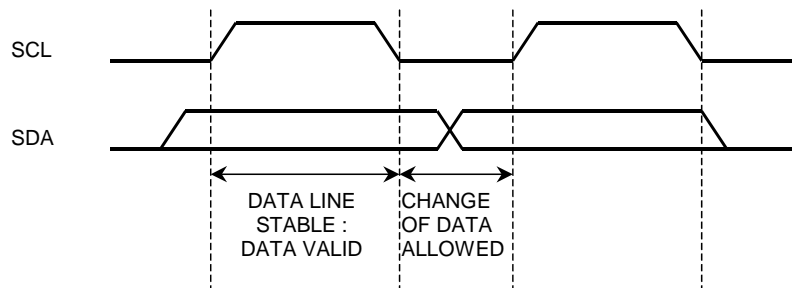 SCL
SDA
DATA LINE
STABLE :
DATA VALID
CHANGE
OF DATA
ALLOWED